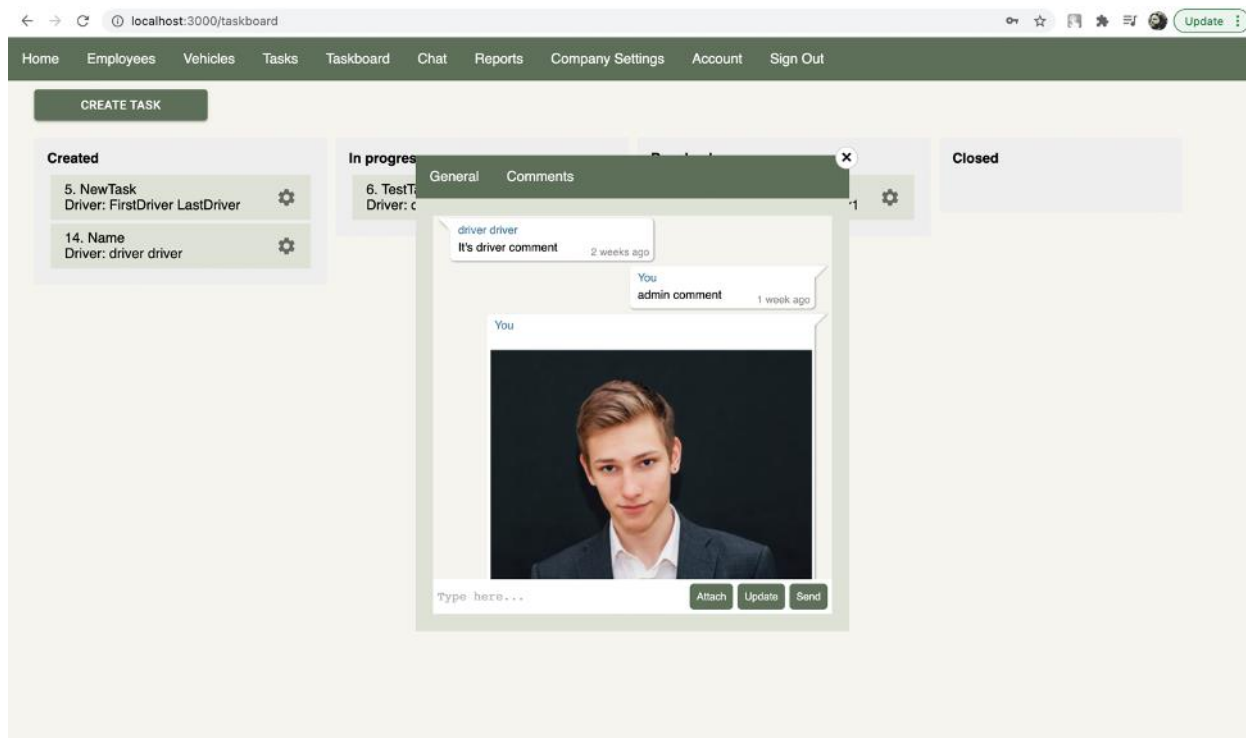 localhost:3000/taskboard
Update
Home Employees Vehicles Tasks Taskboard Chat Reports Company Settings Account Sign Out
CREATE TASK
Created
5. NewTask
Driver: FirstDriver LastDriver
14. Name
Driver: driver driver
In progres
6. TestT
Driver:
Closed
General Comments
driver driver
It's driver comment
2 weeks ago
You
admin comment
1 week ago
You
Type here...
Attach Update Send